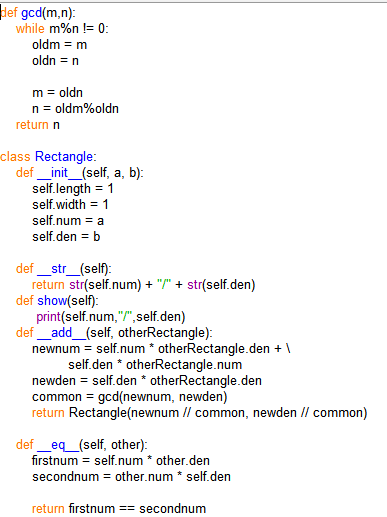 def gcd(m,n):
    while m%n != 0:
        oldm = m
        oldn = n

        m = oldn
        n = oldm%oldn
    return n

class Rectangle:
    def __init__(self, a, b):
        self.length = 1
        self.width = 1
        self.num = a
        self.den = b

    def __str__(self):
        return str(self.num) + "/" + str(self.den)
    def show(self):
        print(self.num,"/",self.den)
    def __add__(self, otherRectangle):
        newnum = self.num * otherRectangle.den + \
                self.den * otherRectangle.num
        newden = self.den * otherRectangle.den
        common = gcd(newnum, newden)
        return Rectangle(newnum // common, newden // common)

    def __eq__(self, other):
        firstnum = self.num * other.den
        secondnum = other.num * self.den

        return firstnum == secondnum